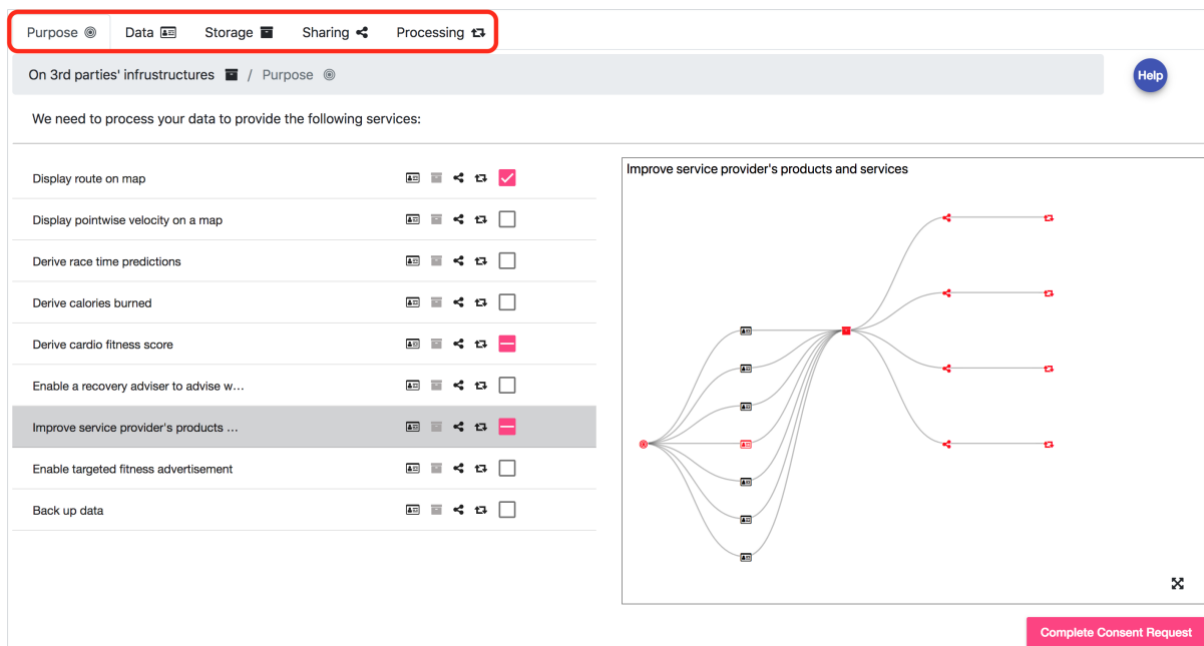 Purpose Data Storage Sharing Processing
On 3rd parties' infrustructures / Purpose
Help
We need to process your data to provide the following services:
Display route on map
Display pointwise velocity on a map
Derive race time predictions
Derive calories burned
Derive cardio fitness score
Enable a recovery adviser to advise w...
Improve service provider's products ...
Enable targeted fitness advertisement
Back up data
Improve service provider's products and services
Complete Consent Request